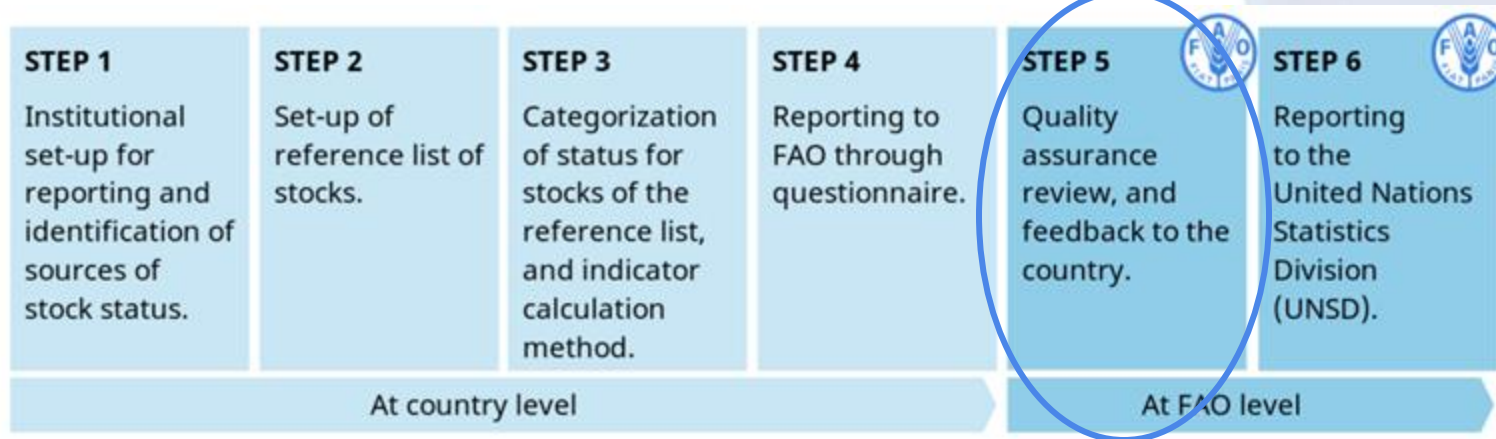 STEP 1
Institutional
set-up for
reporting and
identification of
sources of
stock status.
STEP 2
Set-up of
reference list of
stocks.
STEP 3
Categorization
of status for
stocks of the
reference list,
and indicator
calculation
method.
STEP 4
Reporting to
FAO through
questionnaire.
STEP 5
F A O
FIAT PANIS
Quality
assurance
review, and
feedback to the
country.
STEP 6
F A
Reporting
to the
United Nations
Statistics
Division
(UNSD).
At country level
At FAO level